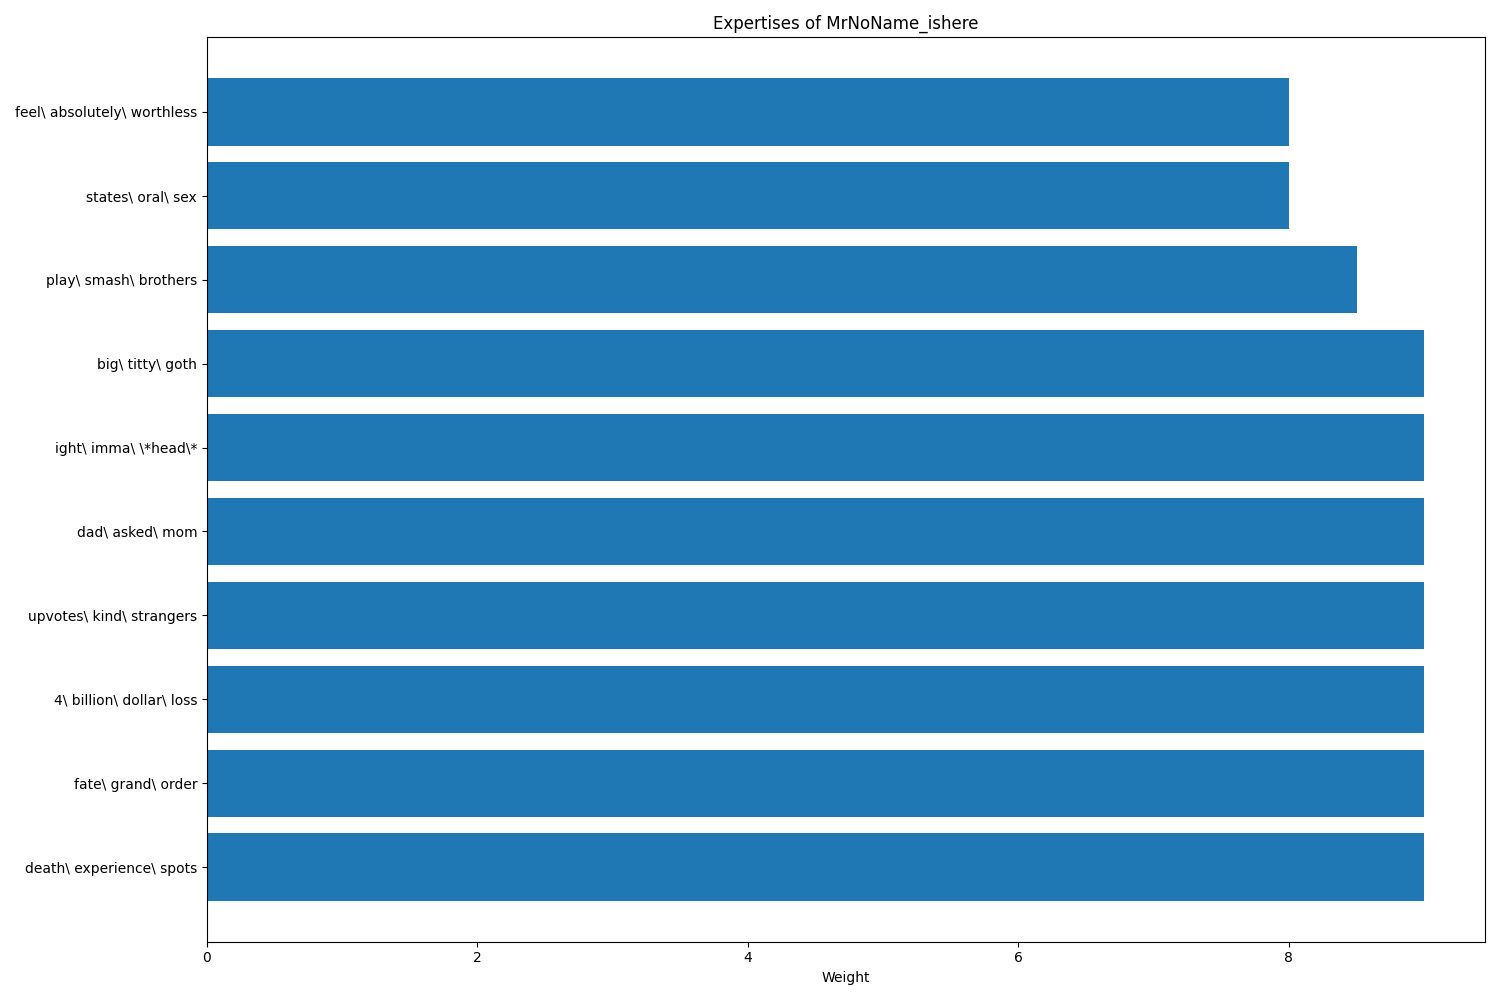 Expertises of MrNoName_ishere
feel\ absolutely\ worthless
states\ oral\ sex
play\ smash\ brothers
big\ titty\ goth
ight\ imma\ \*head\*
dad\ asked\ mom
upvotes\ kind\ strangers
4\ billion\ dollar\ loss
fate\ grand\ order
death\ experience\ spots
0 2 4 6 8
Weight